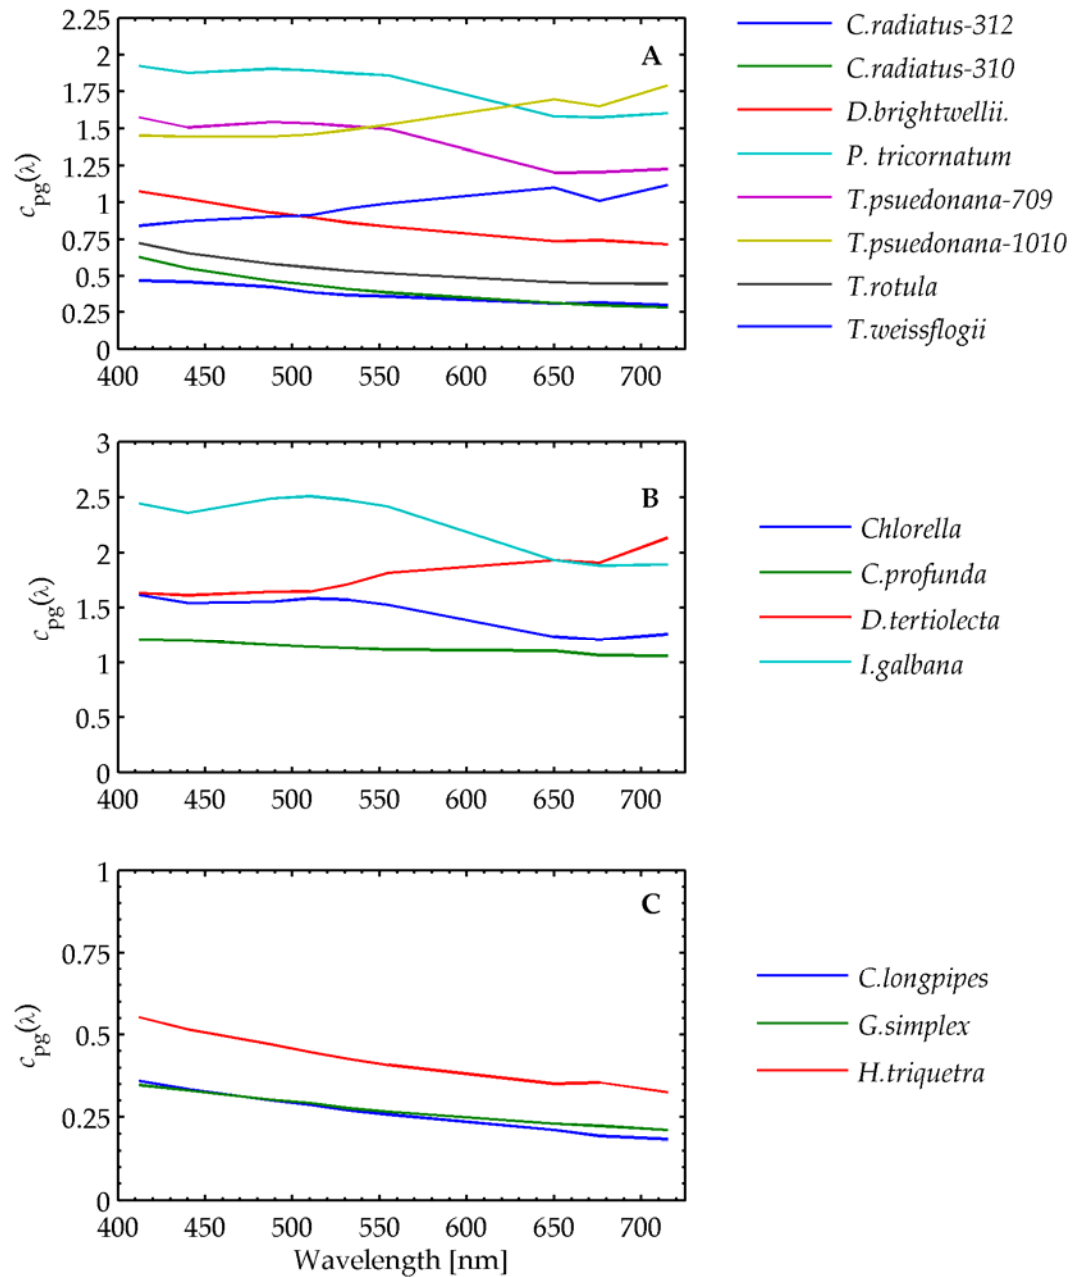 2.25
2
1.75
1.5
1.25
1
0.75
0.5
0.25
0
c_pg(λ)
A
400 450 500 550 600 650 700
C.radiatus-312
C.radiatus-310
D.brightwellii.
P. tricornatum
T.psuedonana-709
T.psuedonana-1010
T.rotula
T.weissflogii
3
2.5
2
1.5
1
0.5
0
c_pg(λ)
B
400 450 500 550 600 650 700
Chlorella
C.profunda
D.tertiolecta
I.galbana
1
0.75
0.5
0.25
0
c_pg(λ)
C
400 450 500 550 600 650 700
Wavelength [nm]
C.longpipes
G.simplex
H.triquetra